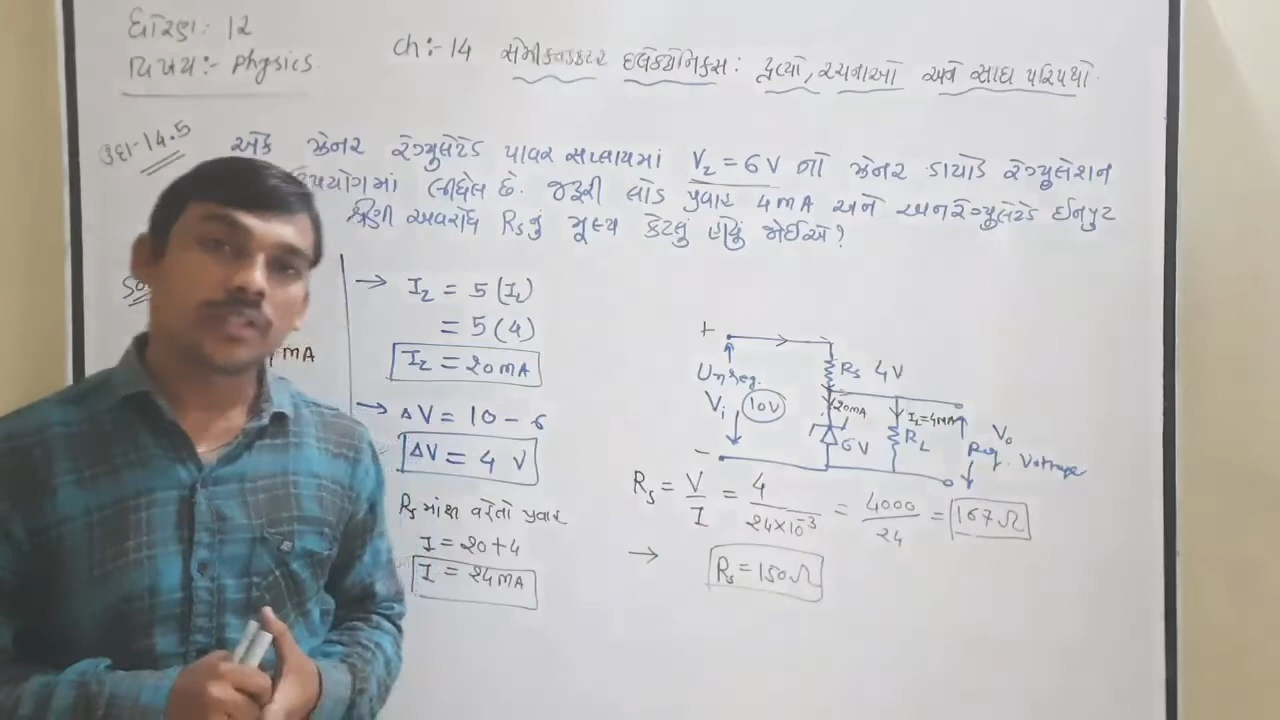 ધોરણ:- 12
વિષય:- Physics.
ch:-14 સેમીકન્ડક્ટર ઇલેક્ટ્રોનિક્સ: દ્રવ્યો, રચનાઓ અને સાદા પરિપથો.
ઉદા-14.5
એક ઝેનર રેગ્યુલેટેડ પાવર સપ્લાયમાં Vz = 6V નો ઝેનર ડાયોડ રેગ્યુલેશન
ઉપયોગમાં લીધેલ છે. જરૂરી લોડ પ્રવાહ 4mA અને અનરેગ્યુલેટેડ ઈનપુટ
શ્રેણી અવરોધ Rs નું મૂલ્ય કેટલું હોવું જોઈએ?
mA
→ Iz = 5(IL)
= 5(4)
Iz = 20mA
→ ΔV = 10 - 6
ΔV = 4 V
Rs માંથી વહેતો પ્રવાહ
I = 20+4
I = 24mA
+
Rs 4V
Unreg.
Vi 10V
20mA
IL=4mA
6V
RL
Vo
Reg. Voltage
-
Rs = V/I = 4/24×10⁻³ = 4000/24 = 167Ω
→ Rs = 150Ω